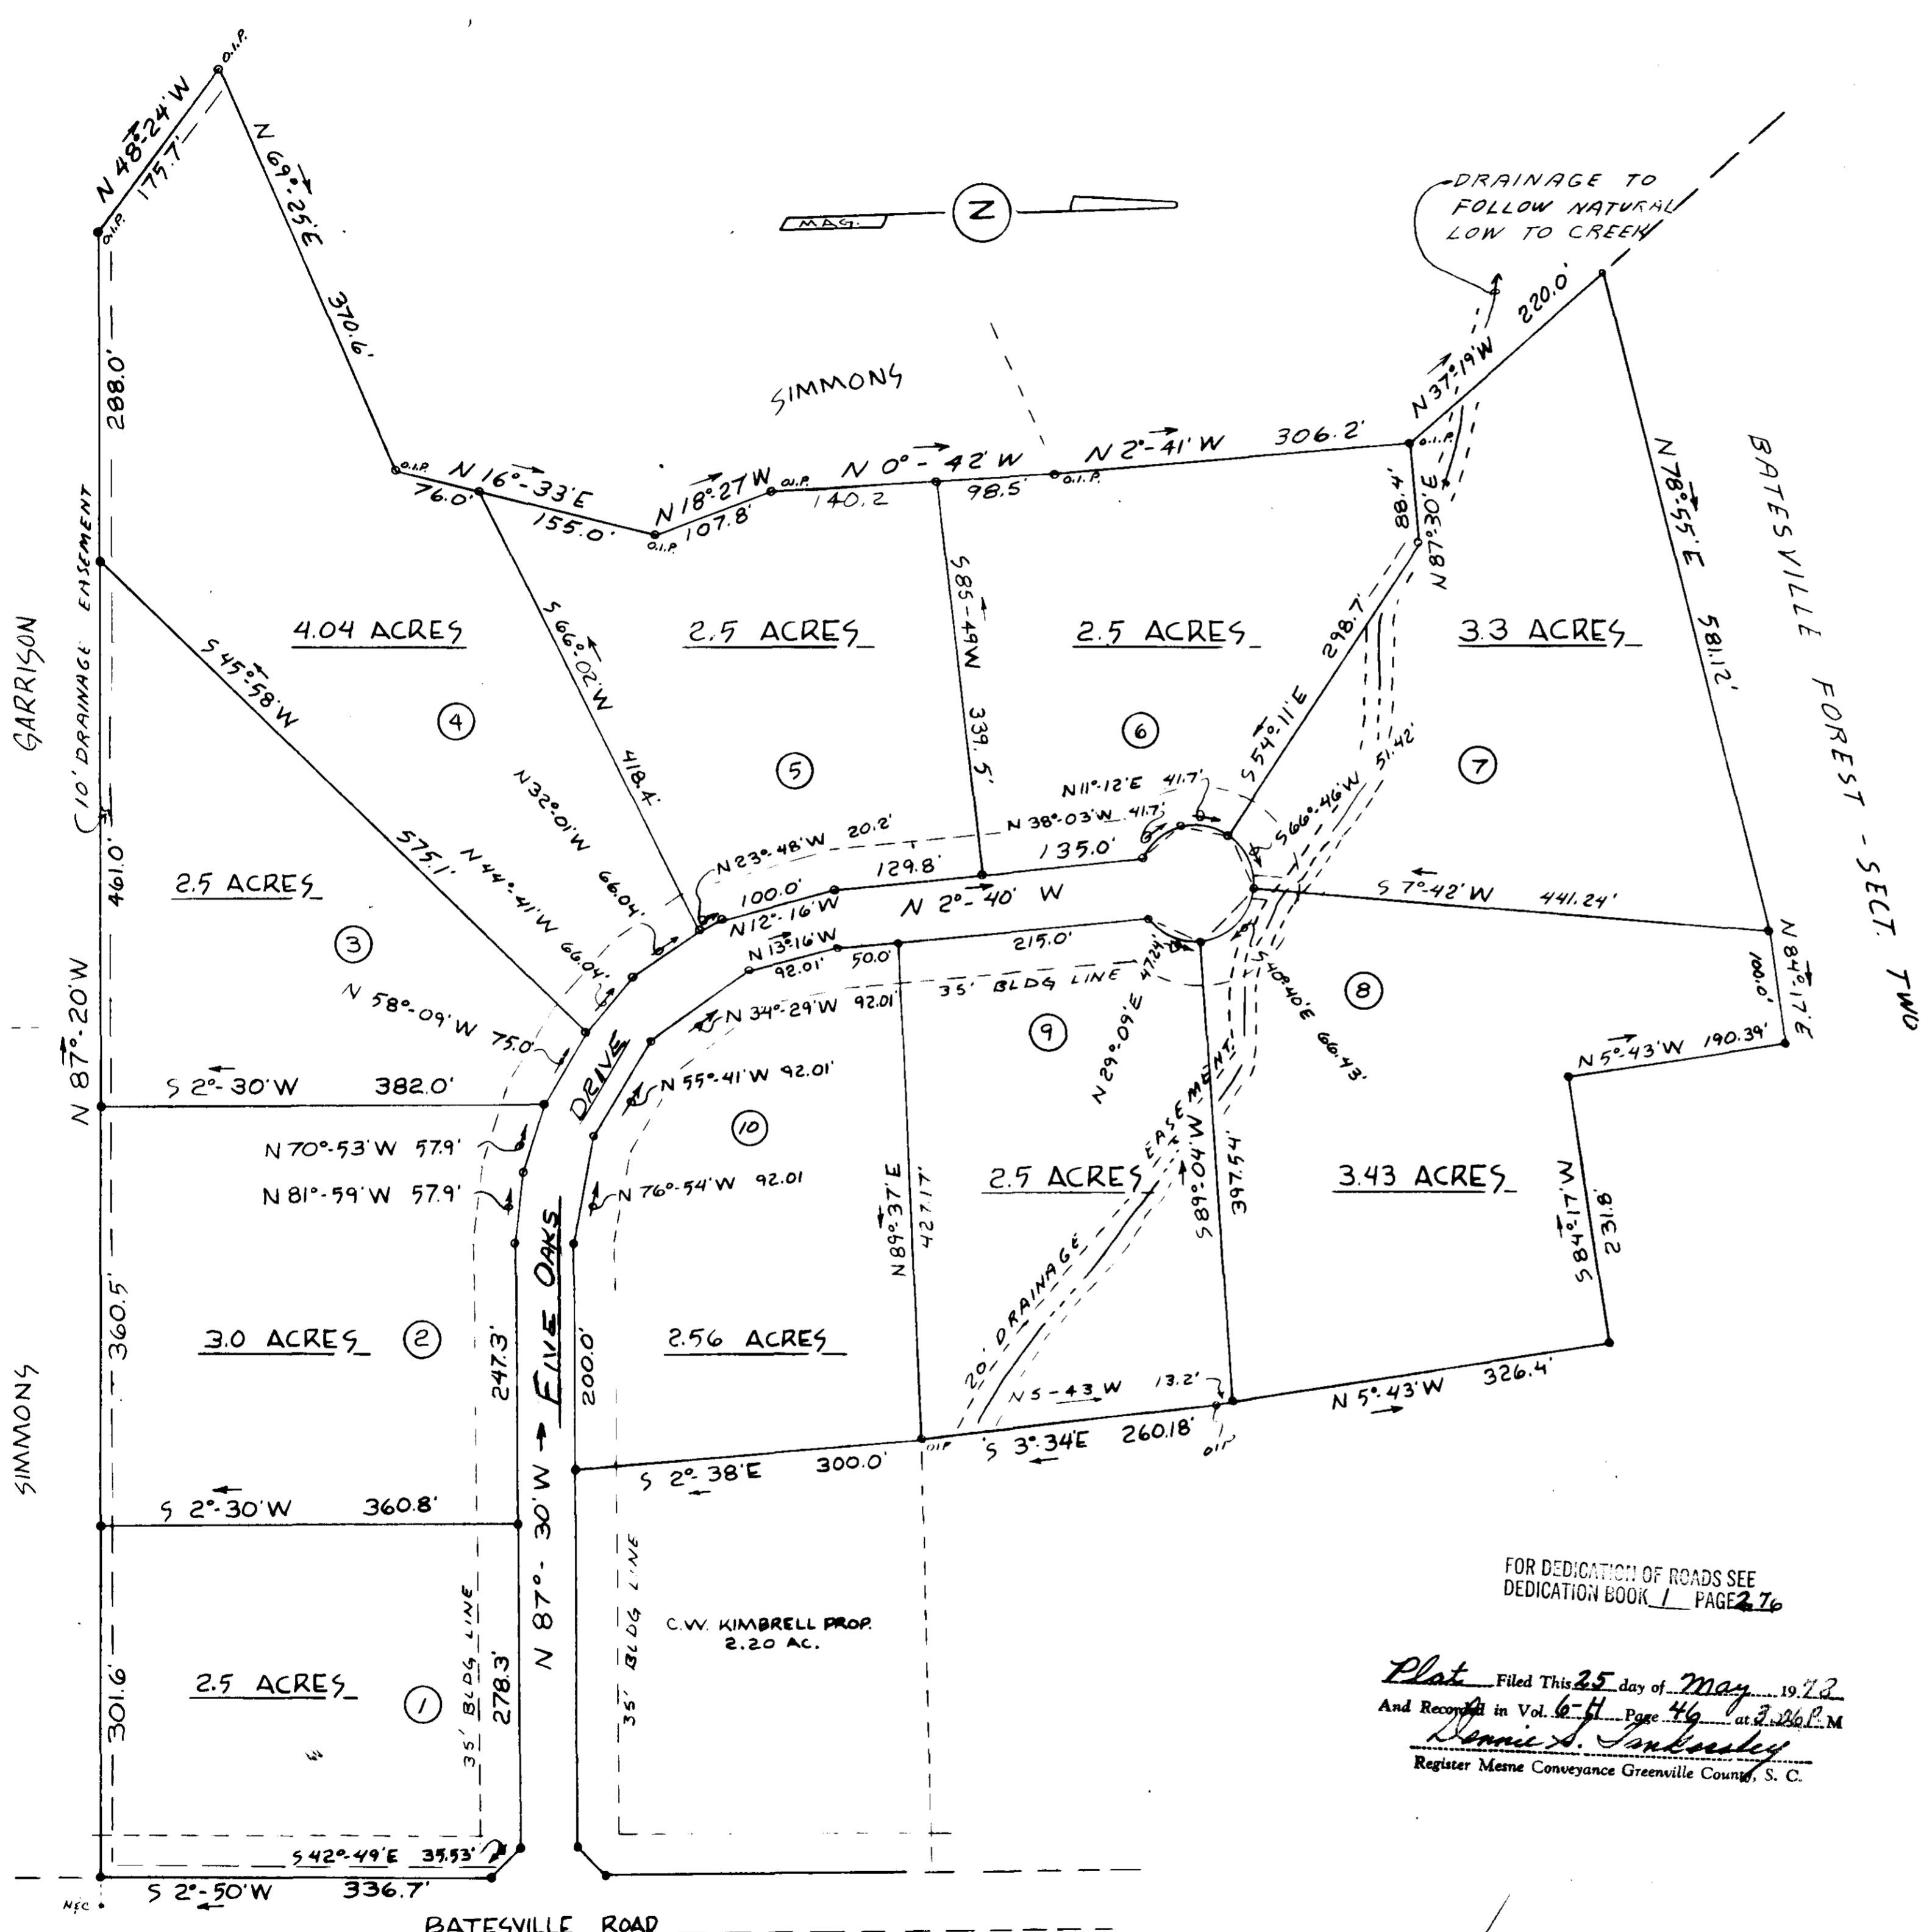 O.I.P.
N 48°-24' W
175.7'
O.I.P.
N 69°-25' E
370.6'
288.0'
MAG.
N
DRAINAGE TO
FOLLOW NATURAL
LOW TO CREEK
220.0'
N 37°-19' W
SIMMONS
O.I.P.
N 16°-33' E
76.0'
155.0'
O.I.P.
N 18°-27' W
107.8'
O.I.P.
N 0°-42' W
140.2
98.5'
N 2°-41' W 306.2'
O.I.P.
O.I.P.
88.4'
N 87°-30' E
N 78°-55' E
581.12'
BATESVILLE FOREST - SECT. TWO
GARRISON
10' DRAINAGE EASEMENT
4.04 ACRES
4
2.5 ACRES
5
2.5 ACRES
6
3.3 ACRES
7
S 45°-58' W
575.1'
S 66°-02' W
418.4'
S 85-49W 339.5'
298.7'
S 54°-11' E
N 11°-12' E 41.7'
N 38°-03' W 41.7'
S 66°-46' W 51.42'
N 32°-01' W
66.04'
N 44°-41' W
66.04'
N 23°-48' W 20.2'
100.0'
N 12°-16' W
129.8'
135.0'
N 2°-40' W
S 7°-42' W 441.24'
N 84°-17' E
100.0'
461.0'
2.5 ACRES
3
N 58°-09' W
75.0'
N 13°-16' W
92.01'
50.0'
215.0'
N 34°-29' W 92.01'
35' BLDG LINE
47.24'
N 29°-09' E
S 40°-40' E 66.43'
8
9
N 5°-43' W 190.39'
N 87°-20' W
S 2°-30' W 382.0'
DRIVE
N 55°-41' W 92.01'
10
N 70°-53' W 57.9'
N 81°-59' W 57.9'
N 76°-54' W 92.01
N 89°-37' E
427.17'
2.5 ACRES
20' DRAINAGE EASEMENT
S 89°-04' W
397.54'
3.43 ACRES
S 84°-17' W
231.8'
SIMMONS
360.5'
3.0 ACRES
2
247.3'
FIVE OAKS
200.0'
2.56 ACRES
N 5-43 W 13.2'
N 5°-43' W 326.4'
OIP
S 3°-34' E 260.18'
OIP
S 2°-38' E 300.0'
S 2°-30' W 360.8'
N 87°-30' W
301.6'
2.5 ACRES
1
35' BLDG LINE
278.3'
35' BLDG LINE
C.W. KIMBRELL PROP.
2.20 AC.
FOR DEDICATION OF ROADS SEE
DEDICATION BOOK 1 PAGE 276
Plat Filed This 25 day of May 1978
And Recorded in Vol. 6-H Page 46 at 3:26 P. M
Donnie S. Tankersley
Register Mesne Conveyance Greenville County, S. C.
S 42°-49' E 35.53'
S 2°-50' W 336.7'
N&C
BATESVILLE ROAD